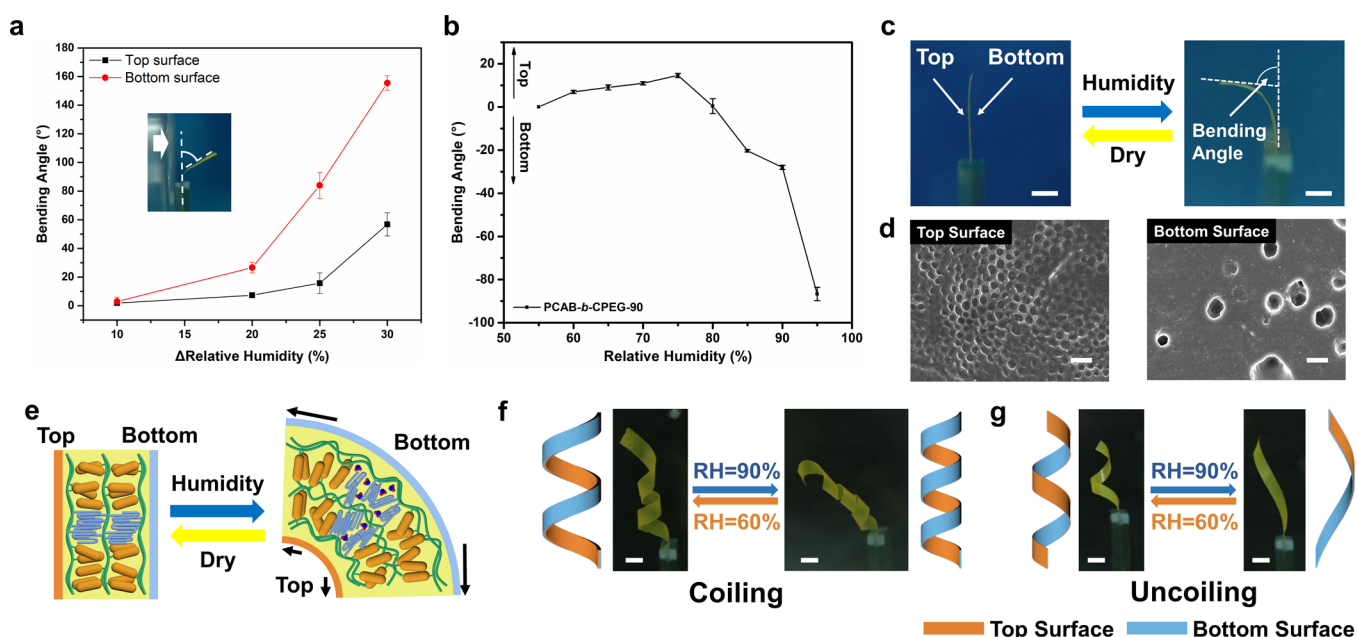 a
180
160
140
120
100
80
60
40
20
0
Bending Angle (°)
Top surface
Bottom surface
10
15
20
25
30
ΔRelative Humidity (%)
b
20
0
-20
-40
-60
-80
-100
Bending Angle (°)
Top
Bottom
PCAB-b-CPEG-90
50
60
70
80
90
100
Relative Humidity (%)
c
Top
Bottom
Humidity
Dry
Bending
Angle
d
Top Surface
Bottom Surface
e
Top
Bottom
Humidity
Dry
Bottom
Top
f
RH=90%
RH=60%
Coiling
g
RH=90%
RH=60%
Uncoiling
Top Surface
Bottom Surface